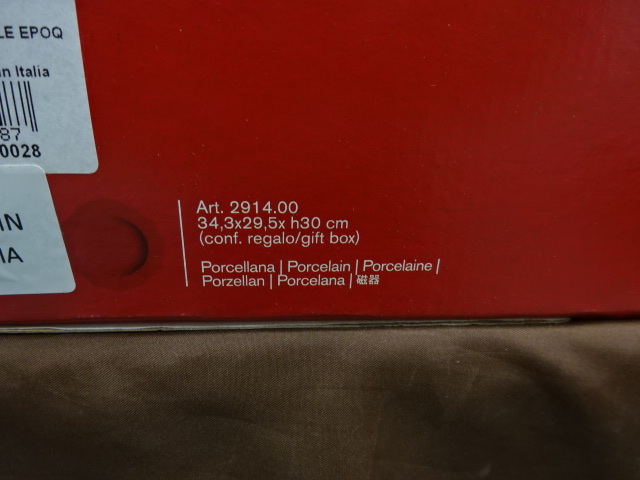 LE EPOQ
an Italia
87
0028
IN
IA
Art. 2914.00
34,3x29,5x h30 cm
(conf. regalo/gift box)
Porcellana | Porcelain | Porcelaine |
Porzellan | Porcelana | 磁器